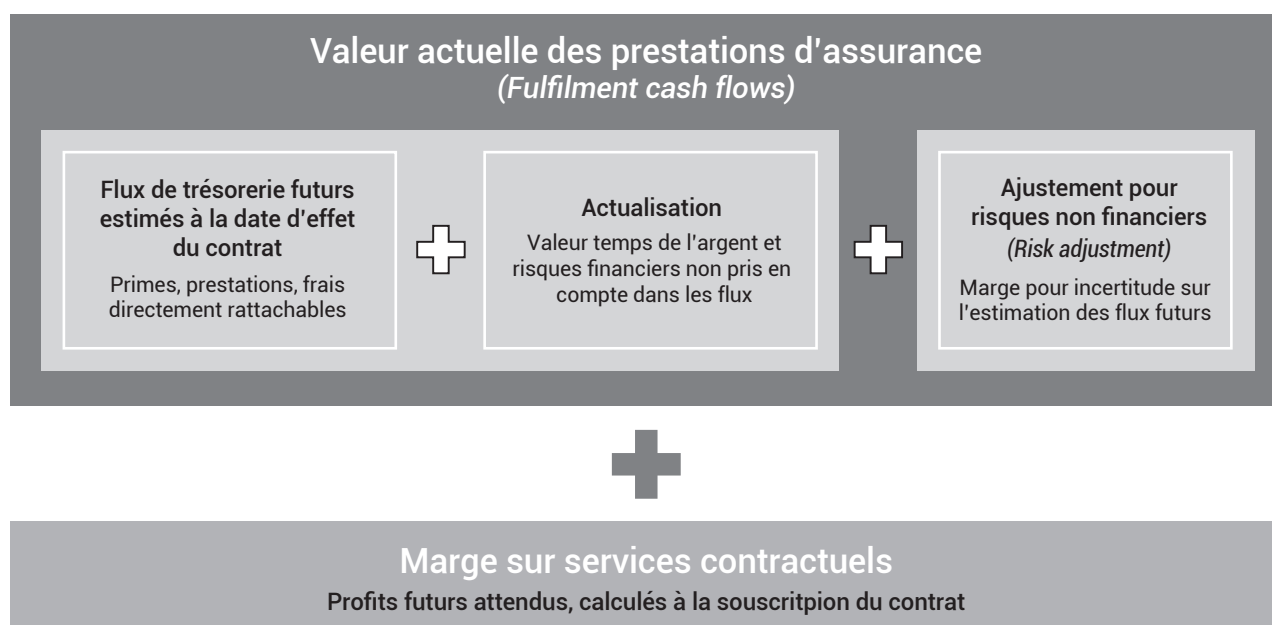 Valeur actuelle des prestations d'assurance
(Fulfilment cash flows)
Flux de trésorerie futurs
estimés à la date d'effet
du contrat
Primes, prestations, frais
directement rattachables
Actualisation
Valeur temps de l'argent et
risques financiers non pris en
compte dans les flux
Ajustement pour
risques non financiers
(Risk adjustment)
Marge pour incertitude sur
l'estimation des flux futurs
Marge sur services contractuels
Profits futurs attendus, calculés à la souscritpion du contrat